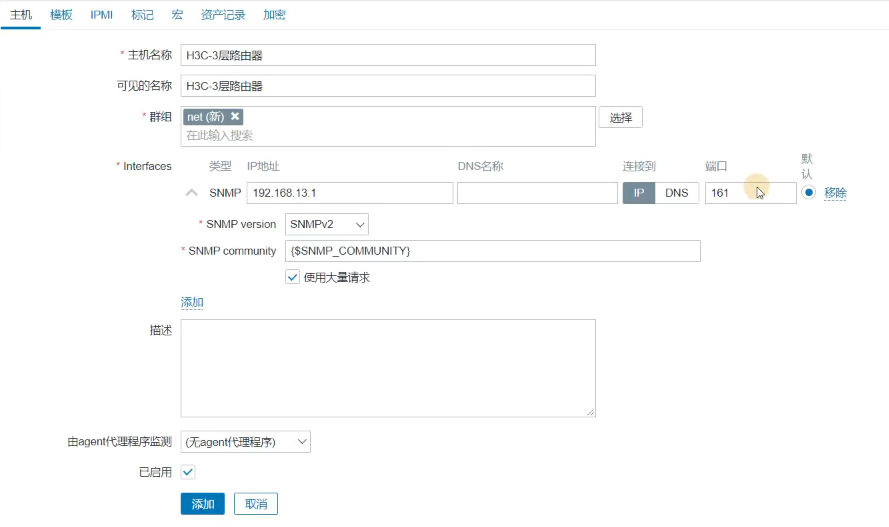 主机 模板 IPMI 标记 宏 资产记录 加密
* 主机名称 H3C-3层路由器
可见的名称 H3C-3层路由器
* 群组 net (新) ✖ 选择
在此输入搜索
* Interfaces 类型 IP地址 DNS名称 连接到 端口 默认
SNMP 192.168.13.1 IP DNS 161 移除
* SNMP version SNMPv2
* SNMP community {$SNMP_COMMUNITY}
使用大量请求
添加
描述
由agent代理程序监测 (无agent代理程序)
已启用
添加 取消